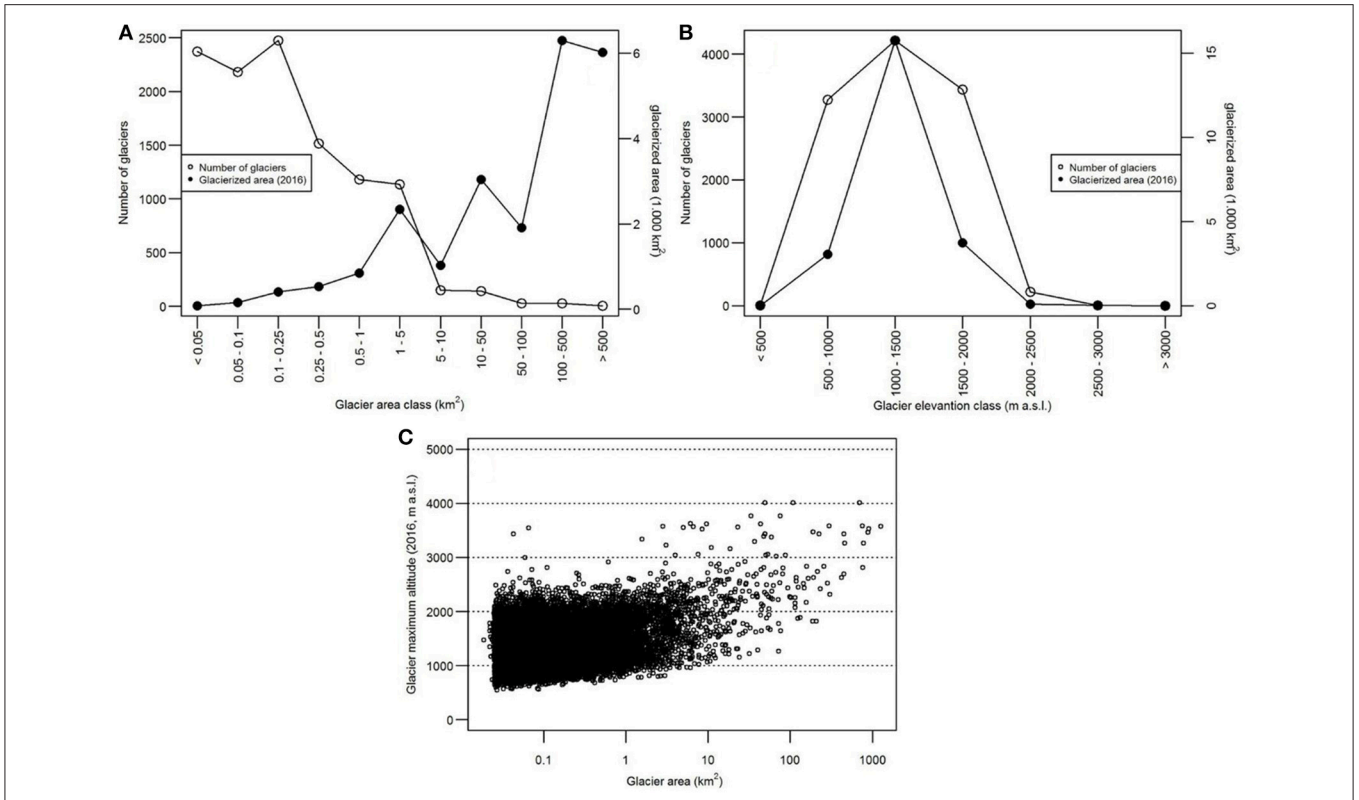 A
2500
2000
1500
1000
500
0
Number of glaciers
6
4
2
0
glacierized area (1.000 km²)
Number of glaciers
Glacierized area (2016)
< 0.05
0.05 - 0.1
0.1 - 0.25
0.25 - 0.5
0.5 - 1
1 - 5
5 - 10
10 - 50
50 - 100
100 - 500
> 500
Glacier area class (km²)
B
4000
3000
2000
1000
0
Number of glaciers
15
10
5
0
glacierized area (1.000 km²)
Number of glaciers
Glacierized area (2016)
< 500
500 - 1000
1000 - 1500
1500 - 2000
2000 - 2500
2500 - 3000
> 3000
Glacier elevantion class (m a.s.l.)
C
5000
4000
3000
2000
1000
0
Glacier maximum altitude (2016, m a.s.l.)
0.1
1
10
100
1000
Glacier area (km²)